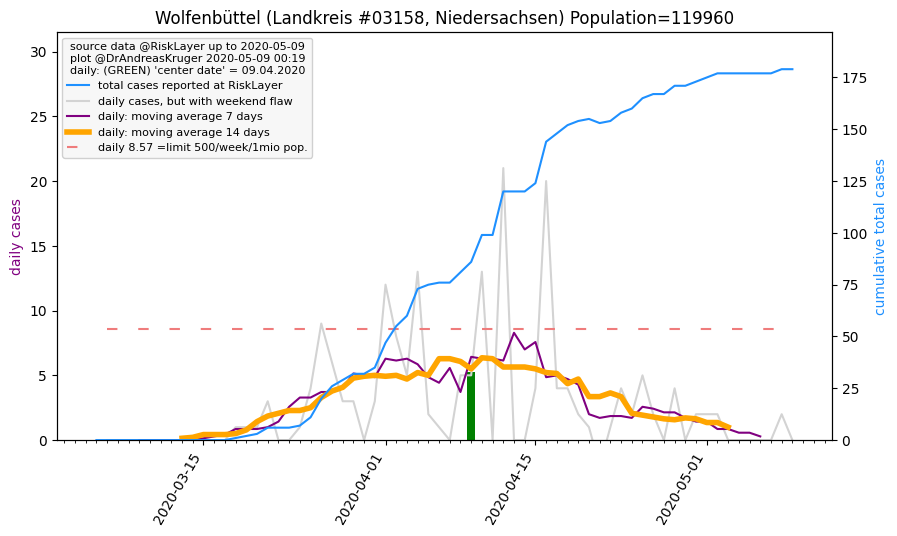 Wolfenbüttel (Landkreis #03158, Niedersachsen) Population=119960
source data @RiskLayer up to 2020-05-09
plot @DrAndreasKruger 2020-05-09 00:19
daily: (GREEN) 'center date' = 09.04.2020
total cases reported at RiskLayer
daily cases, but with weekend flaw
daily: moving average 7 days
daily: moving average 14 days
daily 8.57 =limit 500/week/1mio pop.
daily cases
30
25
20
15
10
5
0
cumulative total cases
175
150
125
100
75
50
25
0
2020-03-15
2020-04-01
2020-04-15
2020-05-01